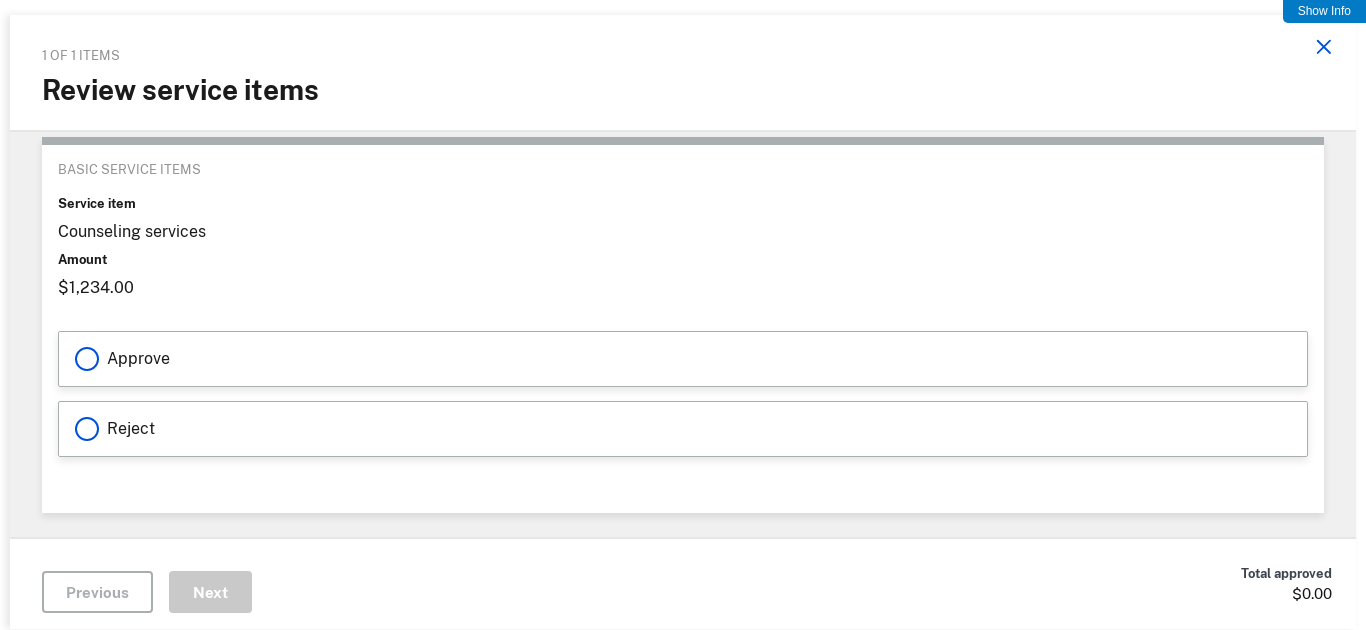 Show Info
1 OF 1 ITEMS
Review service items
BASIC SERVICE ITEMS
Service item
Counseling services
Amount
$1,234.00
Approve
Reject
Previous
Next
Total approved
$0.00